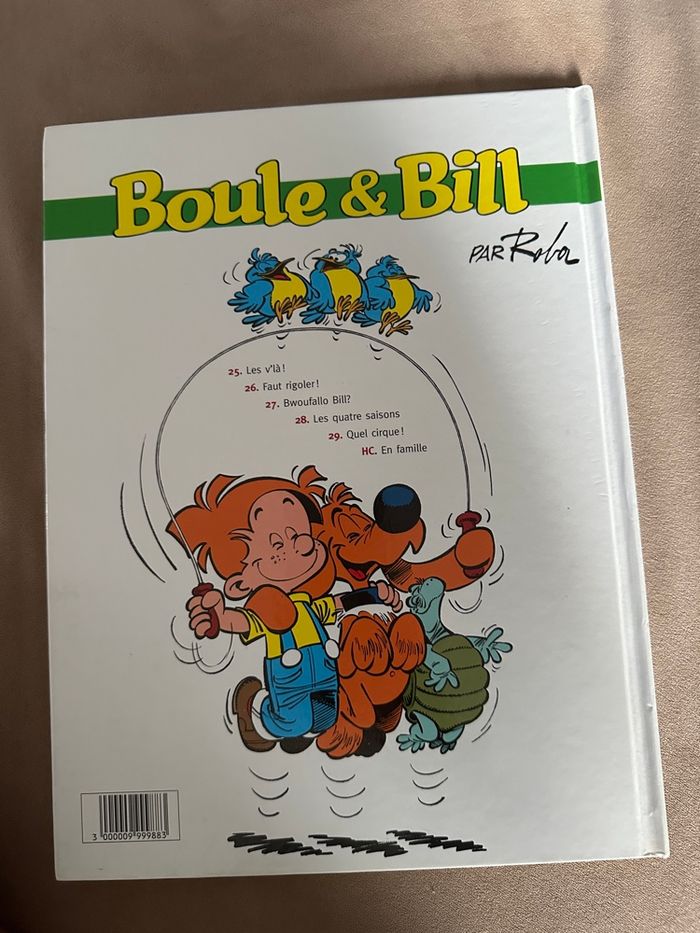 Boule & Bill
PAR Roba
25. Les v'là !
26. Faut rigoler !
27. Bwoufallo Bill?
28. Les quatre saisons
29. Quel cirque !
HC. En famille
3 000009 999883